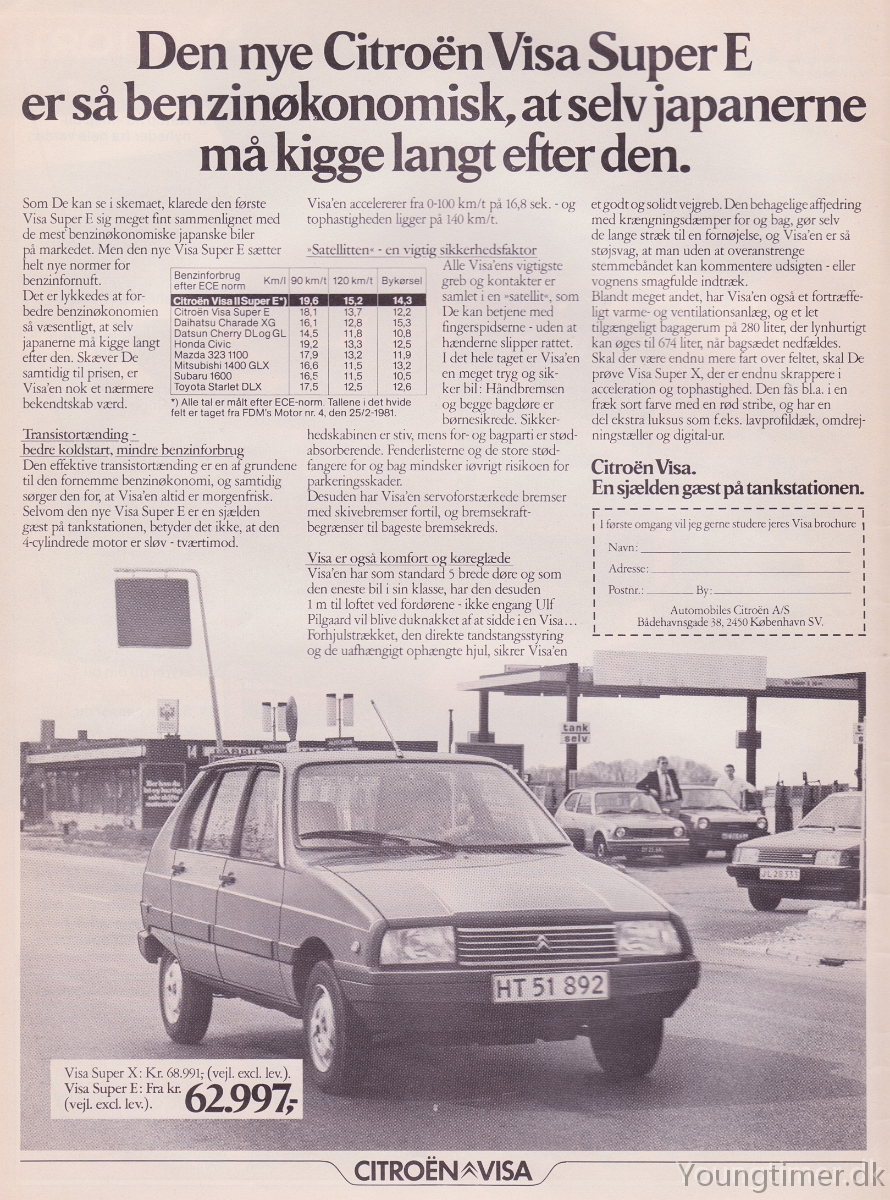 Den nye Citroën Visa Super E
er så benzinøkonomisk, at selv japanerne
må kigge langt efter den.
Som De kan se i skemaet, klarede den første
Visa Super E sig meget fint sammenlignet med
de mest benzinøkonomiske japanske biler
på markedet. Men den nye Visa Super E sætter
helt nye normer for
benzinfornuft.
Det er lykkedes at for-
bedre benzinøkonomien
så væsentligt, at selv
japanerne må kigge langt
efter den. Skæver De
samtidig til prisen, er
Visa'en nok et nærmere
bekendtskab værd.
Transistortænding -
bedre koldstart, mindre benzinforbrug
Den effektive transistortænding er en af grundene
til den fornemme benzinøkonomi, og samtidig
sørger den for, at Visa'en altid er morgenfrisk.
Selvom den nye Visa Super E er en sjælden
gæst på tankstationen, betyder det ikke, at den
4-cylindrede motor er sløv - tværtimod.
Benzinforbrug
efter ECE norm Km/l 90 km/t 120 km/t Bykørsel
Citroën Visa II Super E*) 19,6 15,2 14,3
Citroën Visa Super E 18,1 13,7 12,2
Daihatsu Charade XG 16,1 12,8 15,3
Datsun Cherry DLog GL 14,5 11,8 10,8
Honda Civic 19,2 13,3 12,5
Mazda 323 1100 17,9 13,2 11,9
Mitsubishi 1400 GLX 16,6 11,5 13,2
Subaru 1600 16,5 11,5 10,5
Toyota Starlet DLX 17,5 12,5 12,6
*) Alle tal er målt efter ECE-norm. Tallene i det hvide
felt er taget fra FDM's Motor nr. 4, den 25/2-1981.
Visa'en accelererer fra 0-100 km/t på 16,8 sek. - og
tophastigheden ligger på 140 km/t.
»Satellitten« - en vigtig sikkerhedsfaktor
Alle Visa'ens vigtigste
greb og kontakter er
samlet i en »satellit«, som
De kan betjene med
fingerspidserne - uden at
hænderne slipper rattet.
I det hele taget er Visa'en
en meget tryg og sik-
ker bil: Håndbremsen
og begge bagdøre er
børnesikrede. Sikker-
hedskabinen er stiv, mens for- og bagparti er stød-
absorberende. Fenderlisterne og de store stød-
fangere for og bag mindsker iøvrigt risikoen for
parkeringsskader.
Desuden har Visa'en servoforstærkede bremser
med skivebremser fortil, og bremsekraft-
begrænser til bageste bremsekreds.
Visa er også komfort og køreglæde
Visa'en har som standard 5 brede døre og som
den eneste bil i sin klasse, har den desuden
1 m til loftet ved fordørene - ikke engang Ulf
Pilgaard vil blive duknakket af at sidde i en Visa...
Forhjulstrækket, den direkte tandstangsstyring
og de uafhængigt ophængte hjul, sikrer Visa'en
et godt og solidt vejgreb. Den behagelige affjedring
med krængningsdæmper for og bag, gør selv
de lange stræk til en fornøjelse, og Visa'en er så
støjsvag, at man uden at overanstrenge
stemmebåndet kan kommentere udsigten - eller
vognens smagfulde indtræk.
Blandt meget andet, har Visa'en også et fortræffe-
ligt varme- og ventilationsanlæg, og et let
tilgængeligt bagagerum på 280 liter, der lynhurtigt
kan øges til 674 liter, når bagsædet nedfældes.
Skal der være endnu mere fart over feltet, skal De
prøve Visa Super X, der er endnu skrappere i
acceleration og tophastighed. Den fås bl.a. i en
fræk sort farve med en rød stribe, og har en
del ekstra luksus som f.eks. lavprofildæk, omdrej-
ningstæller og digital-ur.
Citroën Visa.
En sjælden gæst på tankstationen.
I første omgang vil jeg gerne studere jeres Visa brochure
Navn:
Adresse:
Postnr.: By:
Automobiles Citroën A/S
Bådehavnsgade 38, 2450 København SV.
tank
selv
JL 28 333
HT 51 892
Visa Super X: Kr. 68.991,- (vejl. excl. lev.).
Visa Super E: Fra kr.
(vejl. excl. lev.). 62.997,-
CITROËN VISA
Youngtimer.dk